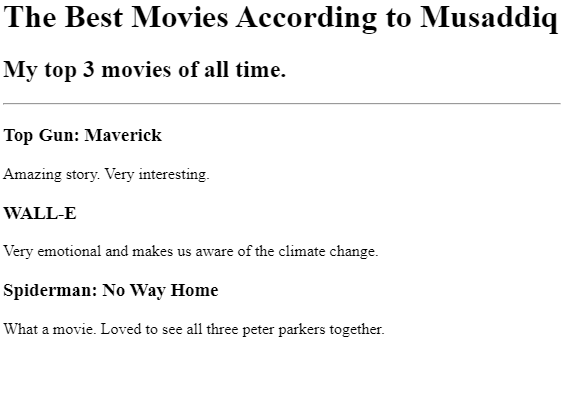 The Best Movies According to Musaddiq
My top 3 movies of all time.
Top Gun: Maverick
Amazing story. Very interesting.
WALL-E
Very emotional and makes us aware of the climate change.
Spiderman: No Way Home
What a movie. Loved to see all three peter parkers together.